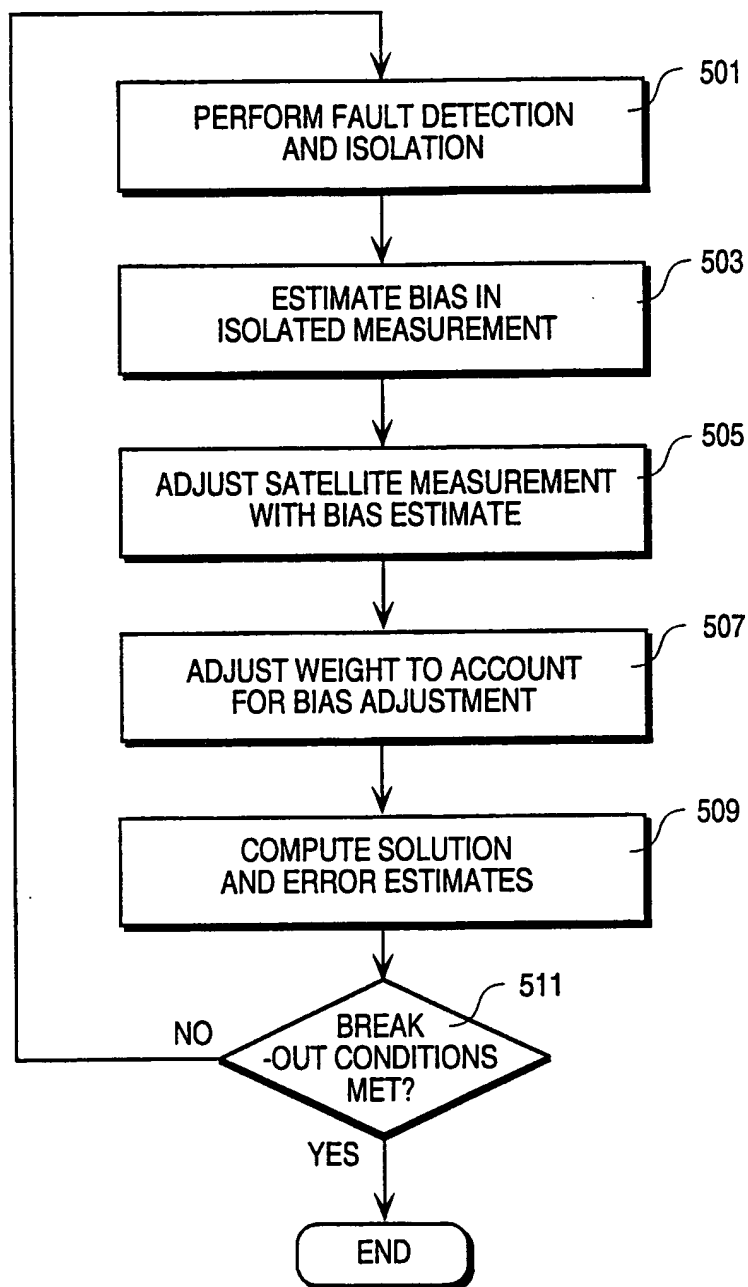 501
PERFORM FAULT DETECTION
AND ISOLATION
503
ESTIMATE BIAS IN
ISOLATED MEASUREMENT
505
ADJUST SATELLITE MEASUREMENT
WITH BIAS ESTIMATE
507
ADJUST WEIGHT TO ACCOUNT
FOR BIAS ADJUSTMENT
509
COMPUTE SOLUTION
AND ERROR ESTIMATES
511
NO
BREAK
-OUT CONDITIONS
MET?
YES
END